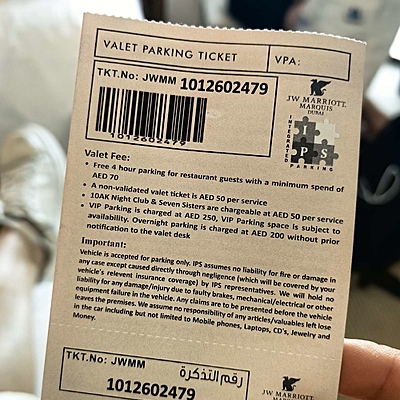 VALET PARKING TICKET
VPA:
TKT.No: JWMM 1012602479
1012602479
JW MARRIOTT
MARQUIS
DUBAI
INTEGRATED
IPS
PARKING
Valet Fee:
• Free 4 hour parking for restaurant guests with a minimum spend of
AED 70
• A non-validated valet ticket is AED 50 per service
• 10AK Night Club & Seven Sisters are chargeable at AED 50 per service
• VIP Parking is charged at AED 250, VIP Parking space is subject to
availability. Overnight parking is charged at AED 200 without prior
notification to the valet desk
Important:
Vehicle is accepted for parking only. IPS assumes no liability for fire or damage in
any case except caused directly through negligence (which will be covered by your
vehicle's relevent insurance coverage) by IPS representatives. We will hold no
liability for any damage/injury due to faulty brakes, mechanical/electrical or other
equipment failure in the vehicle. Any claims are to be presented before the vehicle
leaves the premises. We assume no responsibility of any articles/valuables left lose
in the car including but not limited to Mobile phones, Laptops, CD's, Jewelry and
Money.
TKT.No: JWMM
رقم التذكرة
1012602479
JW MARRIOTT